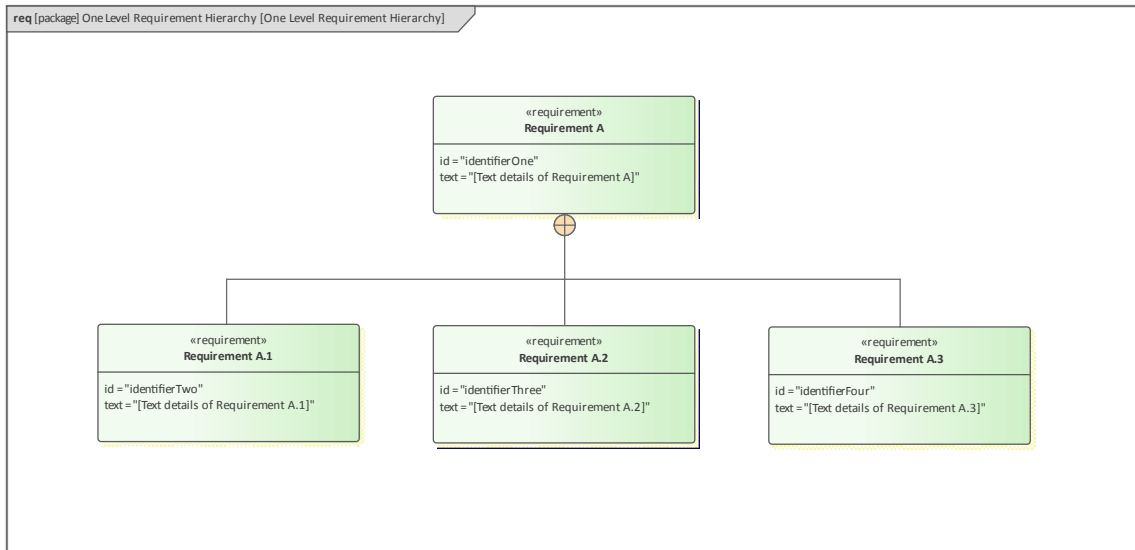 req [package] One Level Requirement Hierarchy [One Level Requirement Hierarchy]
«requirement»
Requirement A
id = "identifierOne"
text = "[Text details of Requirement A]"
«requirement»
Requirement A.1
id = "identifierTwo"
text = "[Text details of Requirement A.1]"
«requirement»
Requirement A.2
id = "identifierThree"
text = "[Text details of Requirement A.2]"
«requirement»
Requirement A.3
id = "identifierFour"
text = "[Text details of Requirement A.3]"